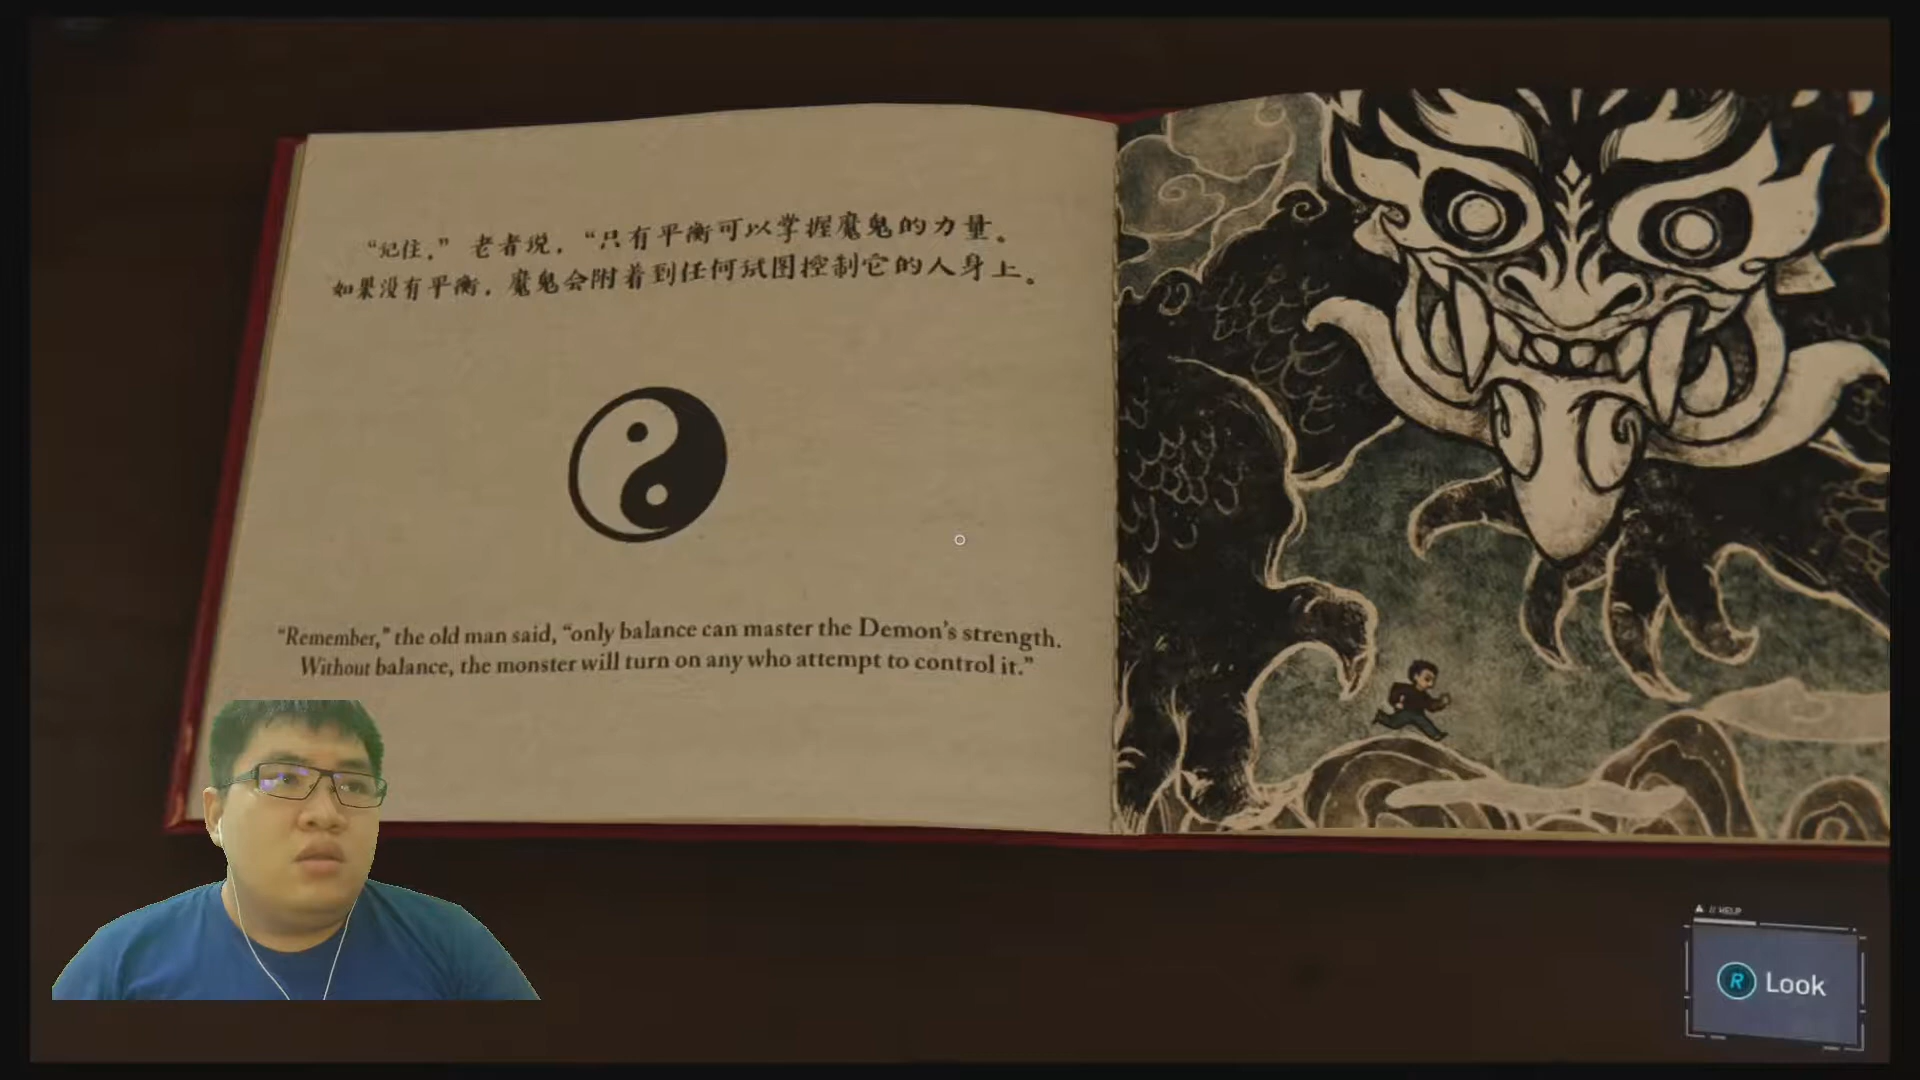 “记住，” 老者说，“只有平衡可以掌握魔鬼的力量。
如果没有平衡，魔鬼会附着到任何试图控制它的人身上。
“Remember,” the old man said, “only balance can master the Demon’s strength.
Without balance, the monster will turn on any who attempt to control it.”
// HELP
R Look